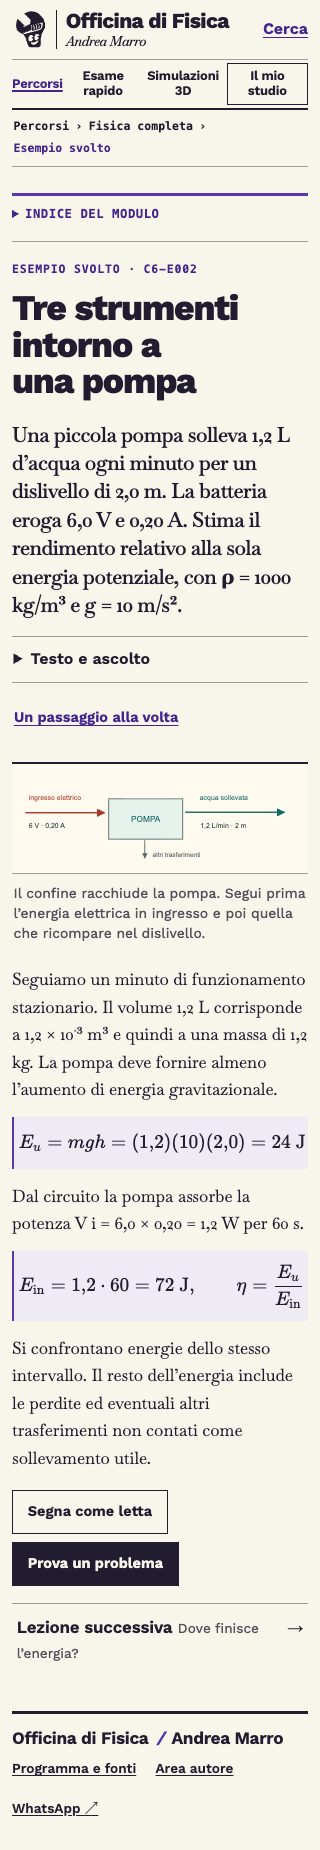 Officina di Fisica
Andrea Marro
Cerca
Percorsi
Esame rapido
Simulazioni 3D
Il mio studio
Percorsi › Fisica completa ›
Esempio svolto
▶ INDICE DEL MODULO
ESEMPIO SVOLTO · C6–E002
Tre strumenti
intorno a
una pompa
Una piccola pompa solleva 1,2 L
d’acqua ogni minuto per un
dislivello di 2,0 m. La batteria
eroga 6,0 V e 0,20 A. Stima il
rendimento relativo alla sola
energia potenziale, con ρ = 1000
kg/m³ e g = 10 m/s².
▶ Testo e ascolto
Un passaggio alla volta
ingresso elettrico
6 V · 0,20 A
POMPA
acqua sollevata
1,2 L/min · 2 m
altri trasferimenti
Il confine racchiude la pompa. Segui prima
l’energia elettrica in ingresso e poi quella
che ricompare nel dislivello.
Seguiamo un minuto di funzionamento
stazionario. Il volume 1,2 L corrisponde
a 1,2 × 10⁻³ m³ e quindi a una massa di 1,2
kg. La pompa deve fornire almeno
l’aumento di energia gravitazionale.
E_u = mgh = (1,2)(10)(2,0) = 24 J
Dal circuito la pompa assorbe la
potenza V i = 6,0 × 0,20 = 1,2 W per 60 s.
E_in = 1,2 · 60 = 72 J, η = E_u / E_in
Si confrontano energie dello stesso
intervallo. Il resto dell’energia include
le perdite ed eventuali altri
trasferimenti non contati come
sollevamento utile.
Segna come letta
Prova un problema
Lezione successiva Dove finisce
l’energia? →
Officina di Fisica / Andrea Marro
Programma e fonti
Area autore
WhatsApp ↗